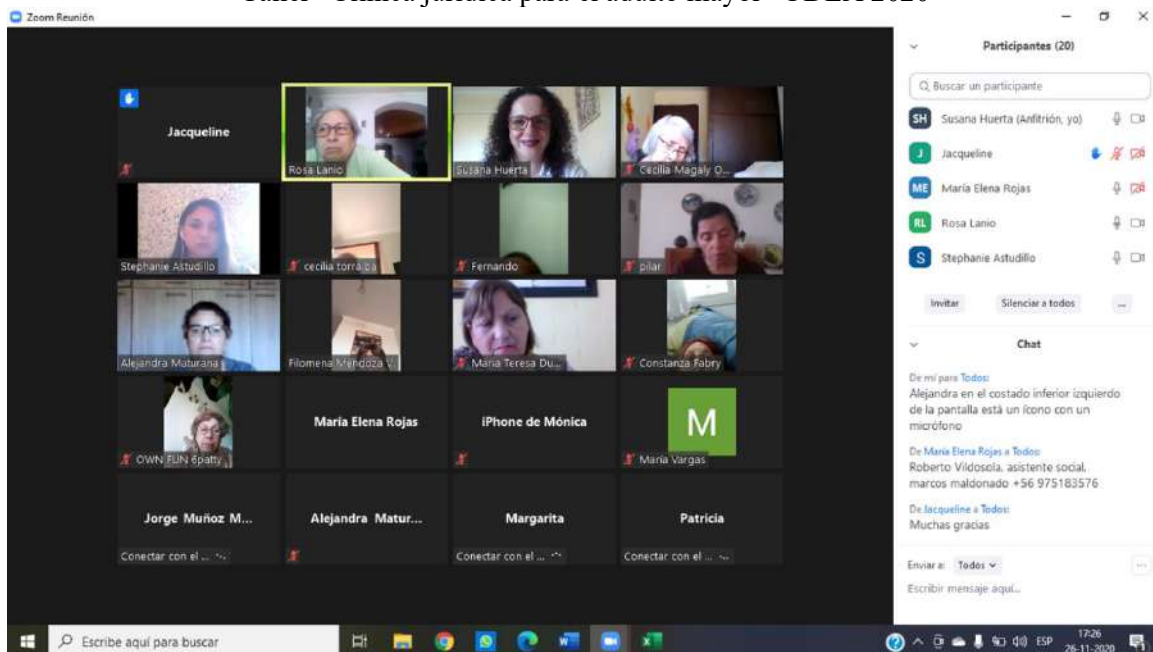 Zoom Reunión
Participantes (20)
Buscar un participante
SH Susana Huerta (Anfitrión, yo)
J Jacqueline
ME María Elena Rojas
RL Rosa Lanio
S Stephanie Astudillo
Invitar Silenciar a todos ...
Chat
De mí para Todos:
Alejandra en el costado inferior izquierdo
de la pantalla está un ícono con un
micrófono
De María Elena Rojas a Todos:
Roberto Vildosola, asistente social,
marcos maldonado +56 975183576
De Jacqueline a Todos:
Muchas gracias
Enviar a: Todos
Escribir mensaje aquí...
Jacqueline
Rosa Lanio
Susana Huerta
Cecilia Magaly O...
Stephanie Astudillo
cecilia torralba
Fernando
pilar
Alejandra Maturana
Filomena Mendoza V.
Maria Teresa Du...
Constanza Fabry
OWN FUN 6patty
María Elena Rojas
iPhone de Mónica
M
María Vargas
Jorge Muñoz M...
Conectar con el ...
Alejandra Matur...
Margarita
Conectar con el ...
Patricia
Conectar con el ...
Escribe aquí para buscar
ESP
17:26
26-11-2020